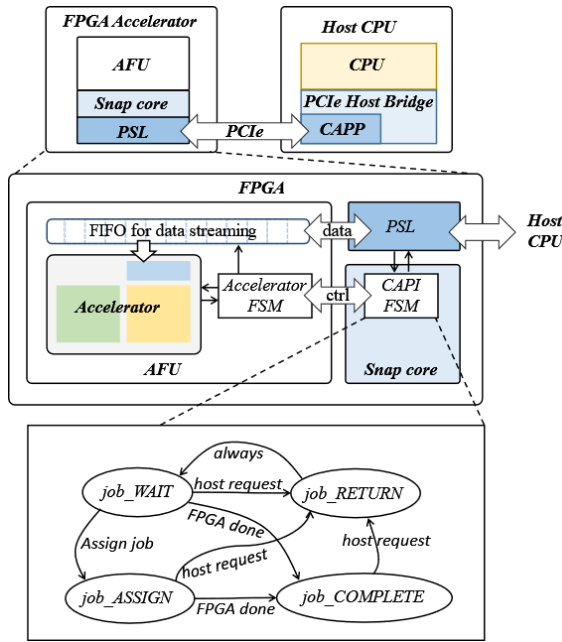 FPGA Accelerator
Host CPU
AFU
CPU
Snap core
PCIe Host Bridge
PSL
PCIe
CAPP
FPGA
FIFO for data streaming
data
PSL
Host
CPU
Accelerator
Accelerator
FSM
ctrl
CAPI
FSM
AFU
Snap core
always
job_WAIT
host request
job_RETURN
FPGA done
Assign job
host request
host request
job_ASSIGN
FPGA done
job_COMPLETE